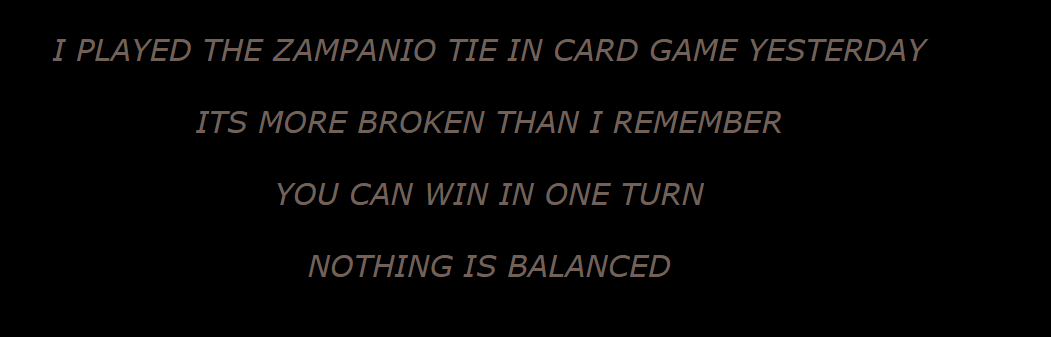 I PLAYED THE ZAMPANIO TIE IN CARD GAME YESTERDAY
ITS MORE BROKEN THAN I REMEMBER
YOU CAN WIN IN ONE TURN
NOTHING IS BALANCED